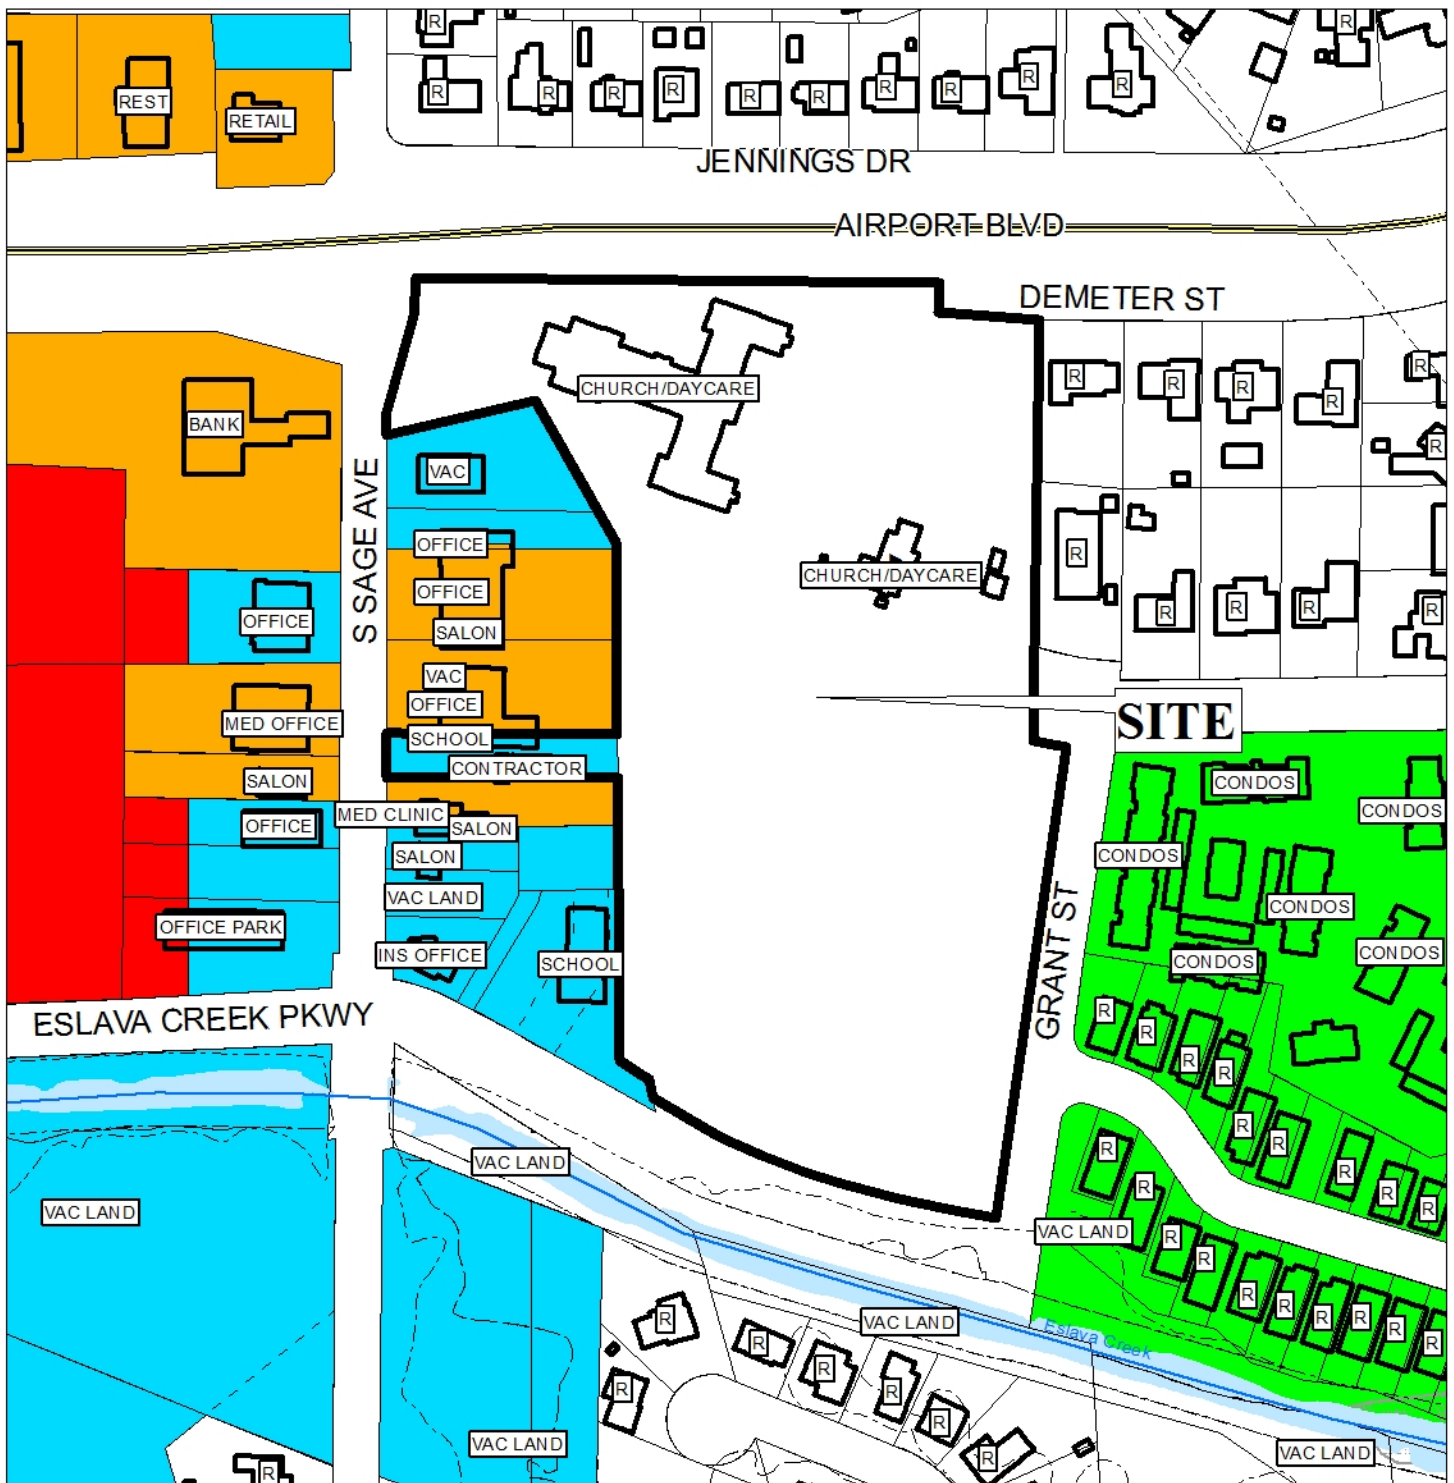 R
R
REST
RETAIL
R
R
R
R
R
R
R
R
R
R
JENNINGS DR
AIRPORT BLVD
DEMETER ST
CHURCH/DAYCARE
R
R
R
R
R
BANK
R
VAC
S SAGE AVE
OFFICE
R
OFFICE
CHURCH/DAYCARE
OFFICE
SALON
R
R
R
R
VAC
OFFICE
MED OFFICE
SITE
SCHOOL
CONTRACTOR
SALON
CONDOS
CONDOS
MED CLINIC
SALON
OFFICE
SALON
CONDOS
VAC LAND
CONDOS
OFFICE PARK
INS OFFICE
SCHOOL
CONDOS
CONDOS
GRANT ST
ESLAVA CREEK PKWY
R
R
R
R
R
R
R
R
R
R
R
VAC LAND
VAC LAND
VAC LAND
R
R
R
R
R
R
R
R
R
VAC LAND
Eslava Creek
R
R
R
R
R
R
VAC LAND
R
VAC LAND
R